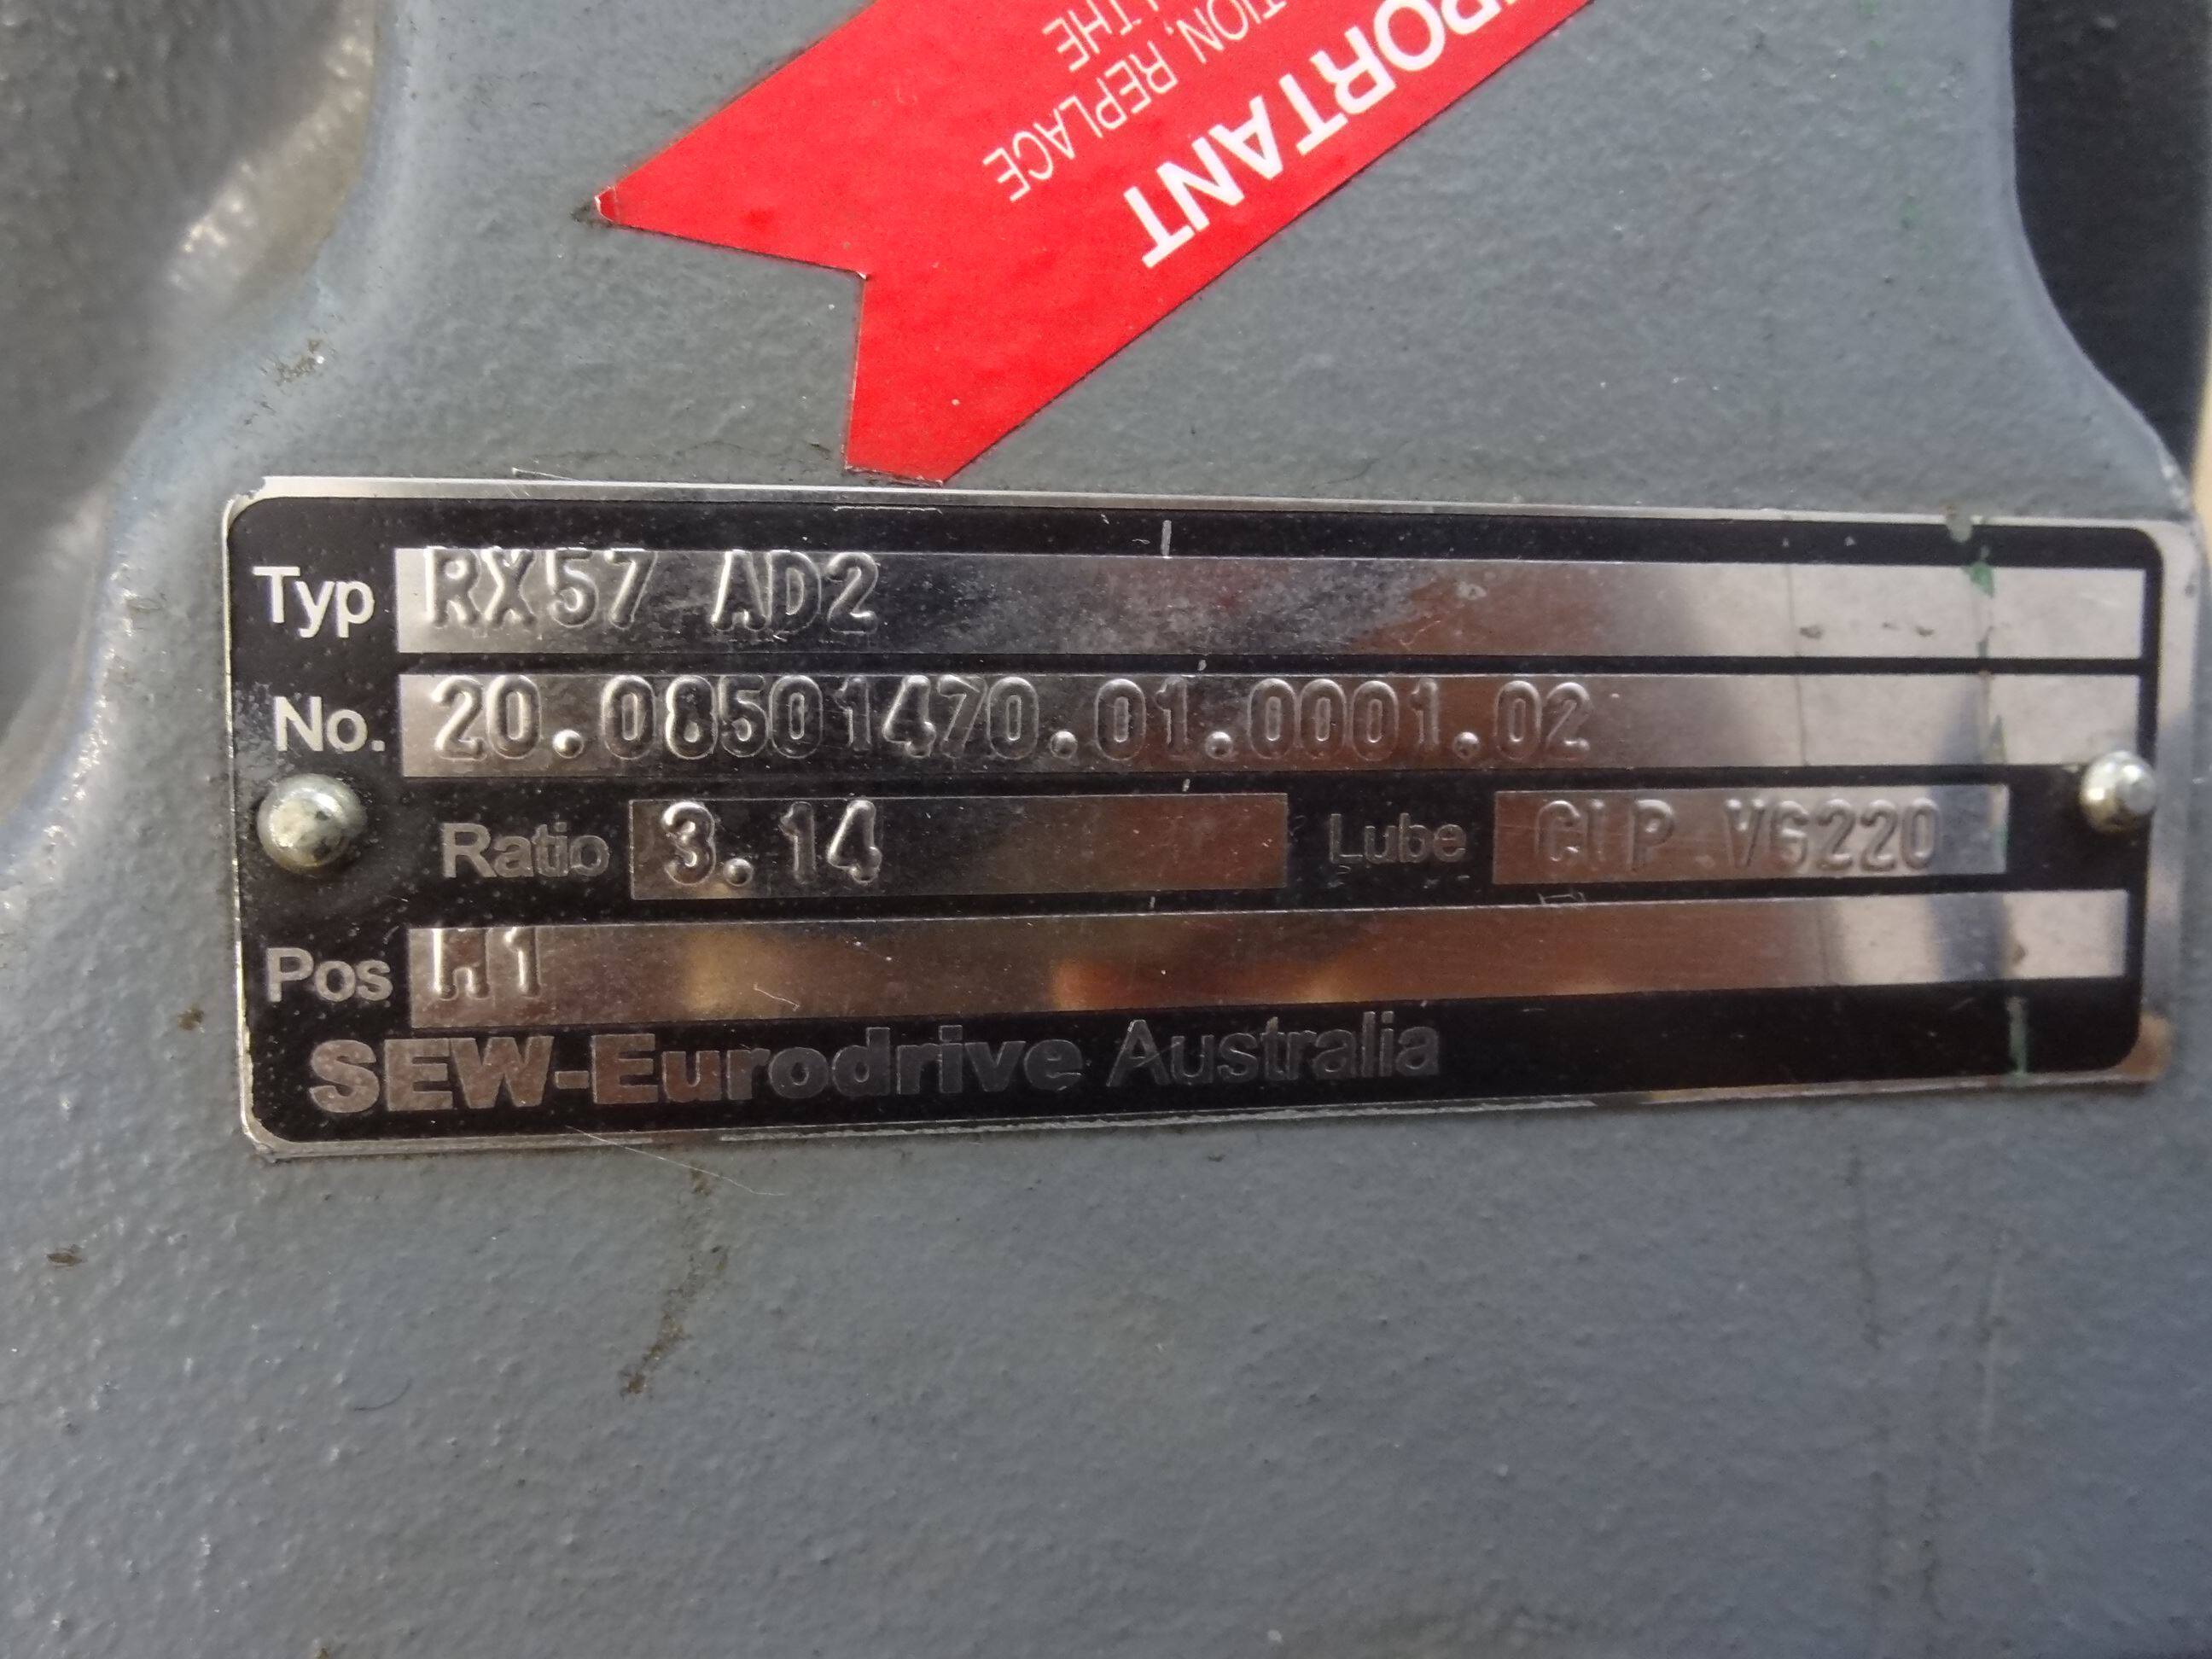 IMPORTANT
TION, REPLACE
THE
Typ RX57 AD2
No. 20.08501470.01.0001.02
Ratio 3.14 Lube CLP VG220
Pos M1
SEW-Eurodrive Australia